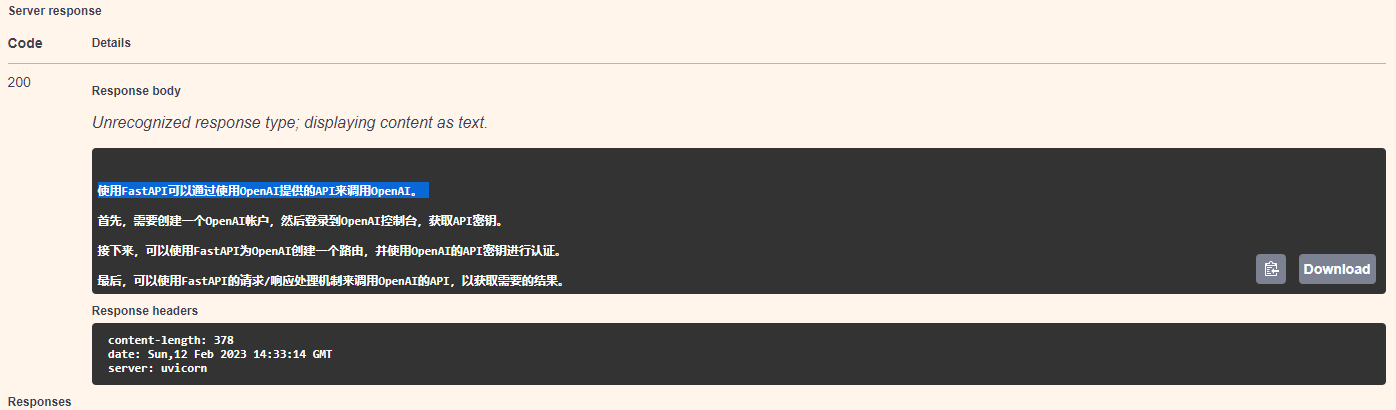 Server response
Code Details
200
Response body
Unrecognized response type; displaying content as text.
使用FastAPI可以通过使用OpenAI提供的API来调用OpenAI。
首先，需要创建一个OpenAI帐户，然后登录到OpenAI控制台，获取API密钥。
接下来，可以使用FastAPI为OpenAI创建一个路由，并使用OpenAI的API密钥进行认证。
最后，可以使用FastAPI的请求/响应处理机制来调用OpenAI的API，以获取需要的结果。
Download
Response headers
content-length: 378
date: Sun,12 Feb 2023 14:33:14 GMT
server: uvicorn
Responses